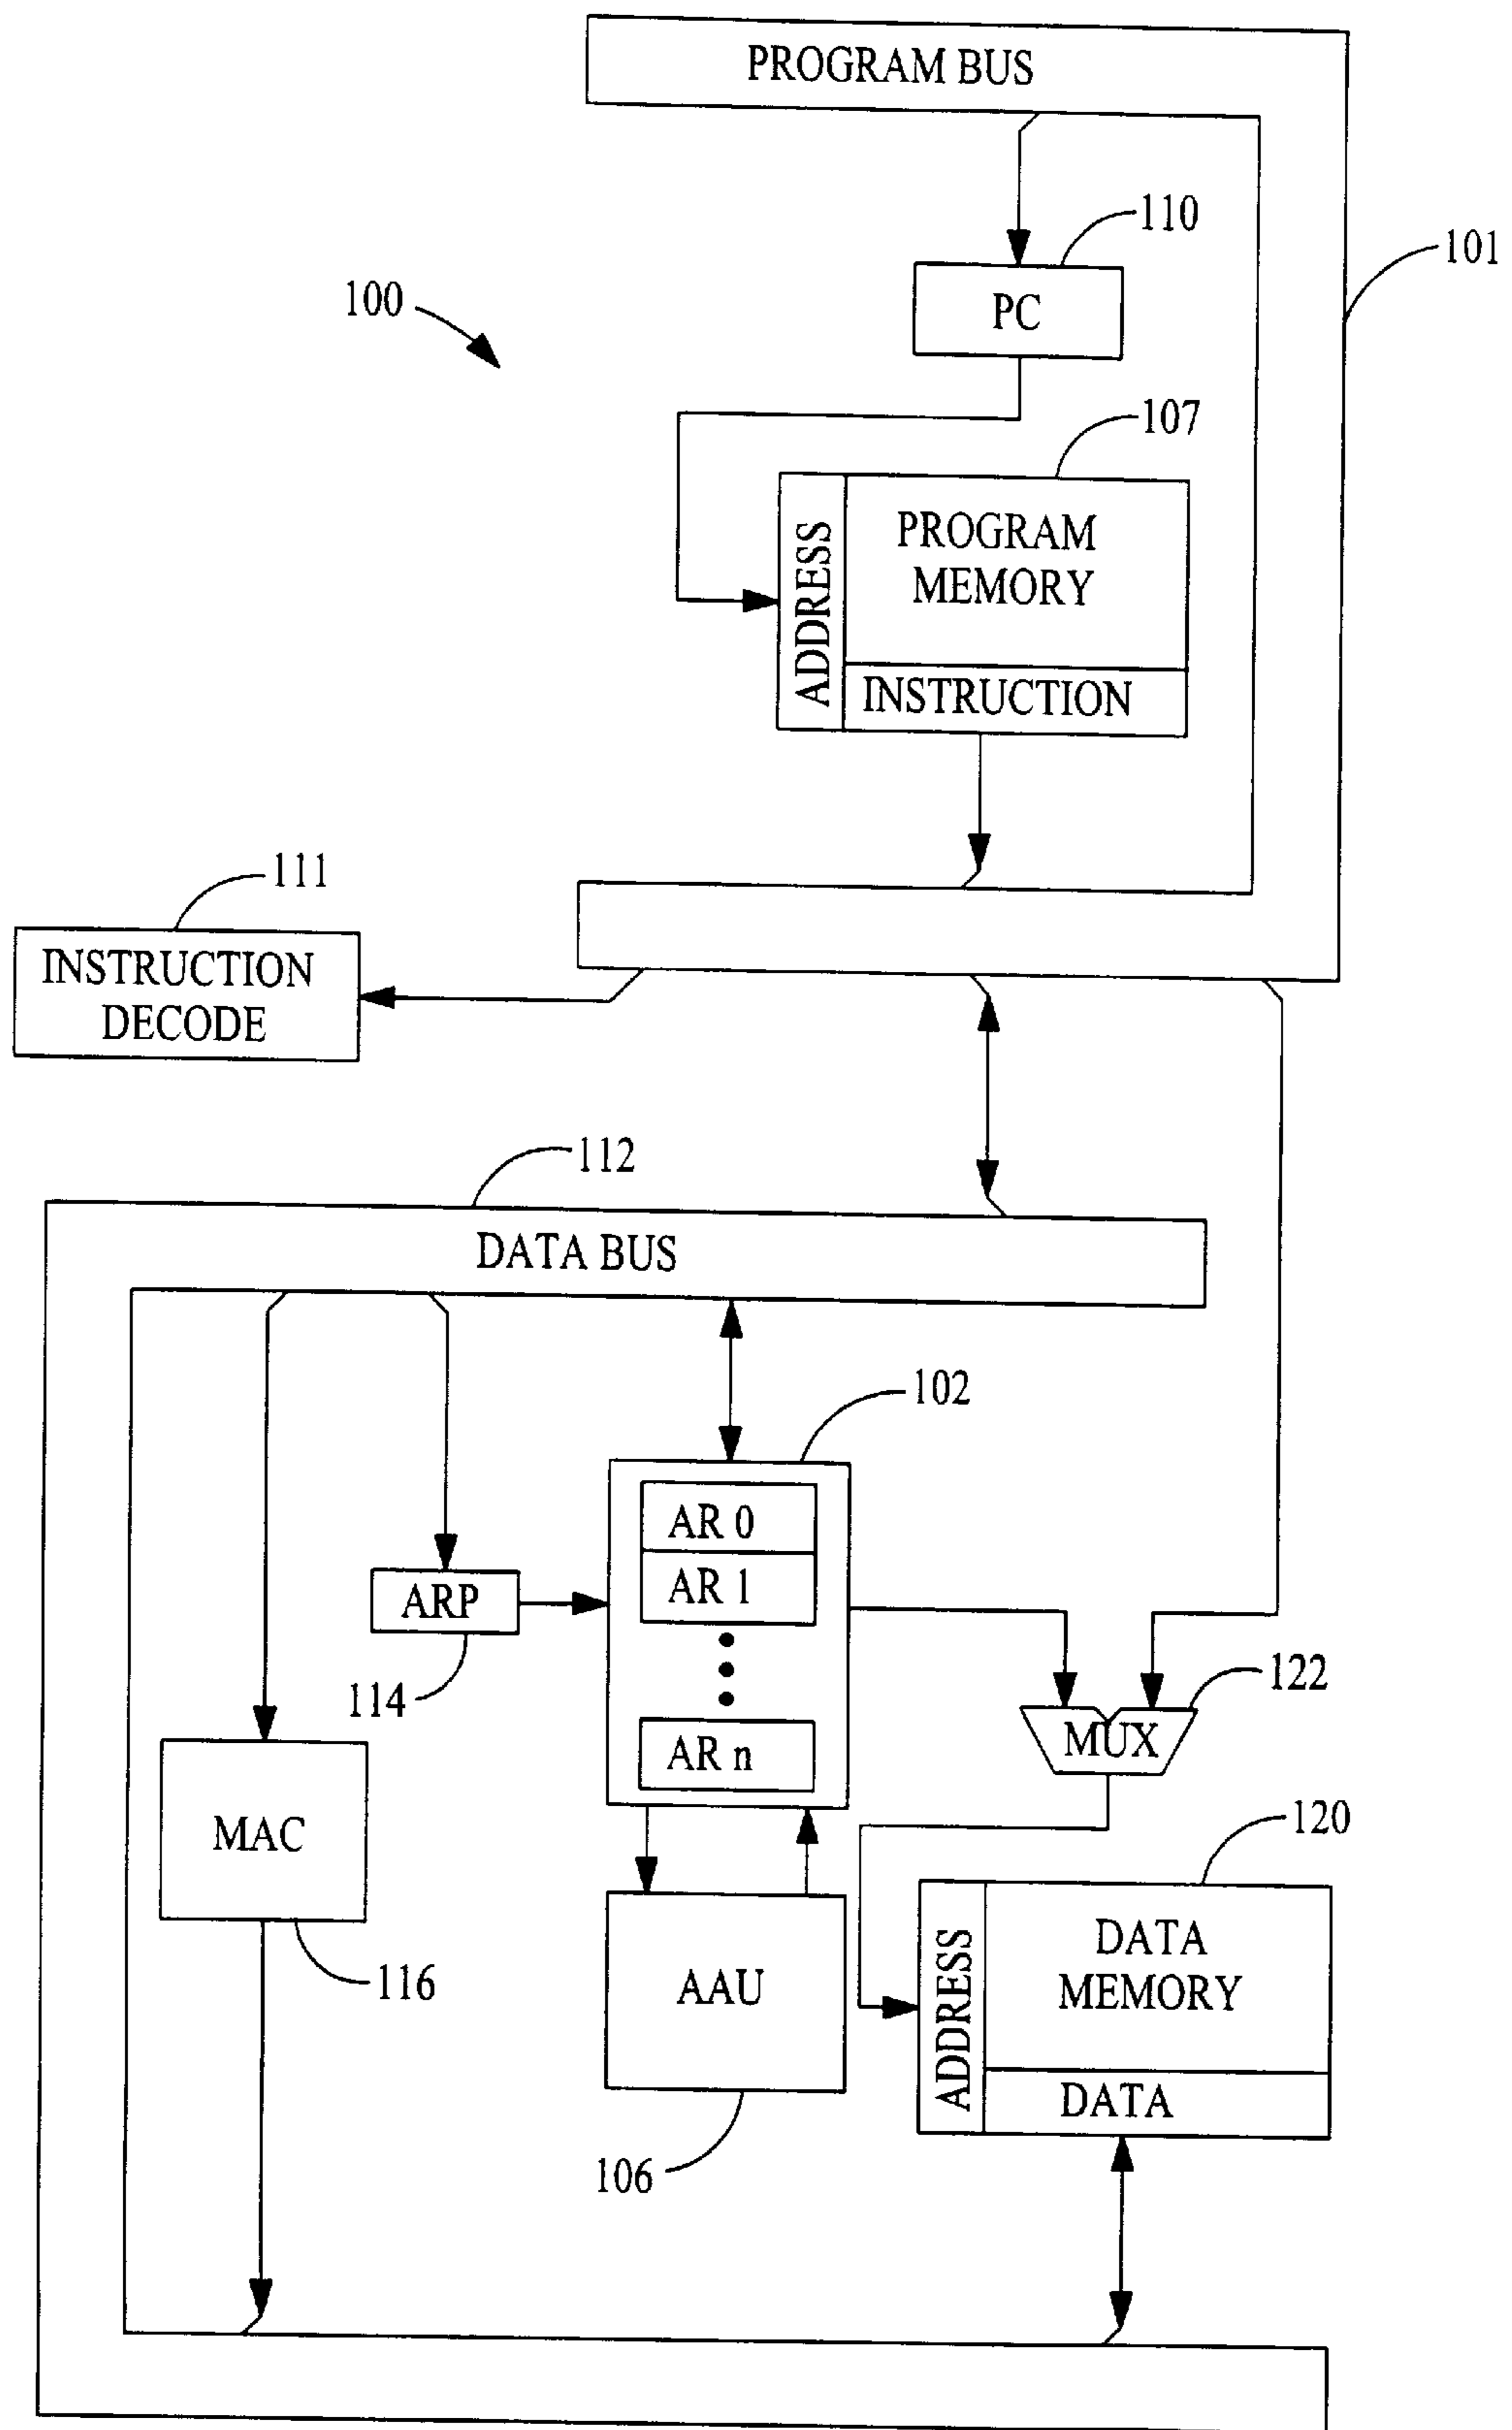 PROGRAM BUS
110
101
100
PC
107
PROGRAM
MEMORY
ADDRESS
INSTRUCTION
111
INSTRUCTION
DECODE
112
DATA BUS
102
AR 0
AR 1
ARP
114
AR n
122
MUX
MAC
120
116
AAU
DATA
MEMORY
ADDRESS
DATA
106